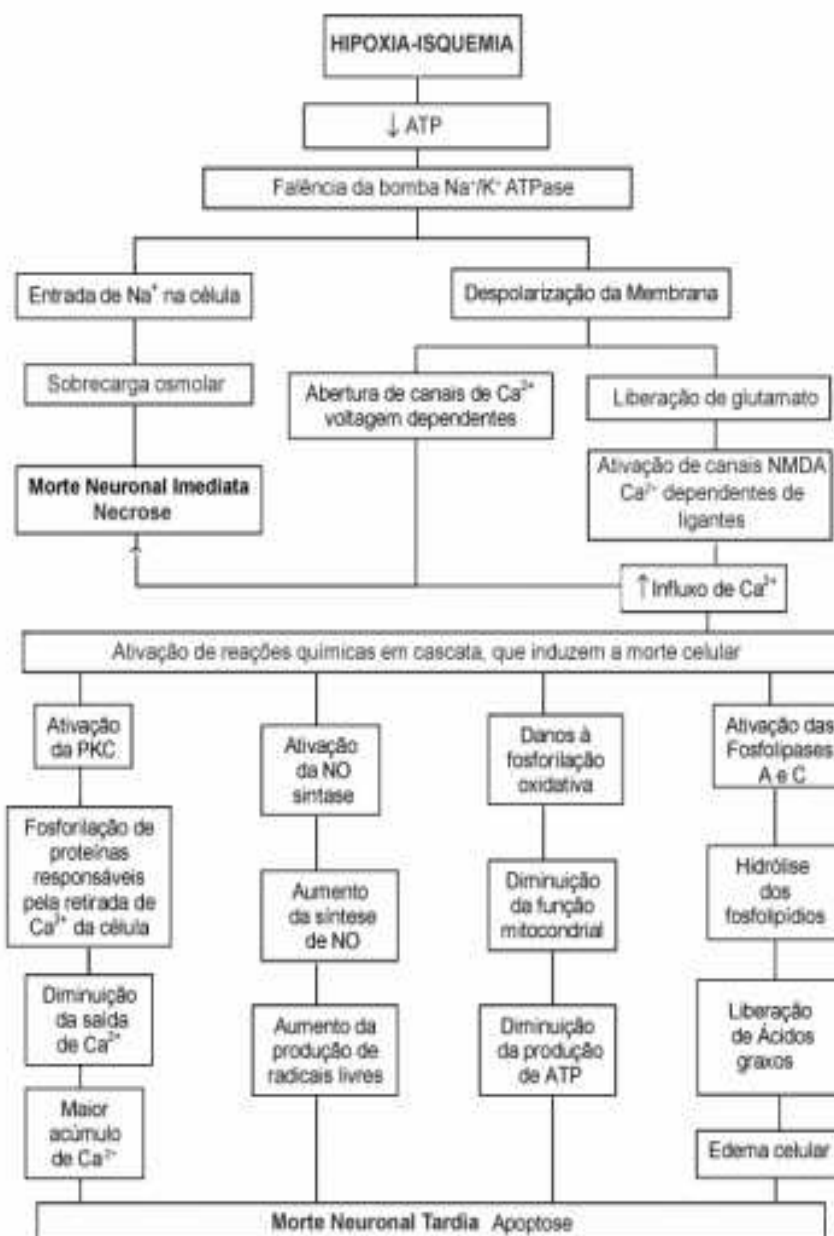 HIPOXIA-ISQUEMIA
↓ ATP
Falência da bomba Na⁺/K⁺ ATPase
Entrada de Na⁺ na célula
Despolarização da Membrana
Sobrecarga osmolar
Abertura de canais de Ca²⁺
voltagem dependentes
Liberação de glutamato
Morte Neuronal Imediata
Necrose
Ativação de canais NMDA
Ca²⁺ dependentes de
ligantes
↑Influxo de Ca²⁺
Ativação de reações químicas em cascata, que induzem a morte celular
Ativação
da PKC
Fosforilação de
proteínas
responsáveis
pela retirada de
Ca²⁺ da célula
Diminuição
da saída
de Ca²⁺
Maior
acúmulo
de Ca²⁺
Ativação
da NO
sintase
Aumento
da síntese
de NO
Aumento da
produção de
radicais livres
Danos à
fosforilação
oxidativa
Diminuição
da função
mitocondrial
Diminuição
da produção
de ATP
Ativação das
Fosfolipases
A e C
Hidrólise
dos
fosfolipídios
Liberação
de Ácidos
graxos
Edema celular
Morte Neuronal Tardia Apoptose